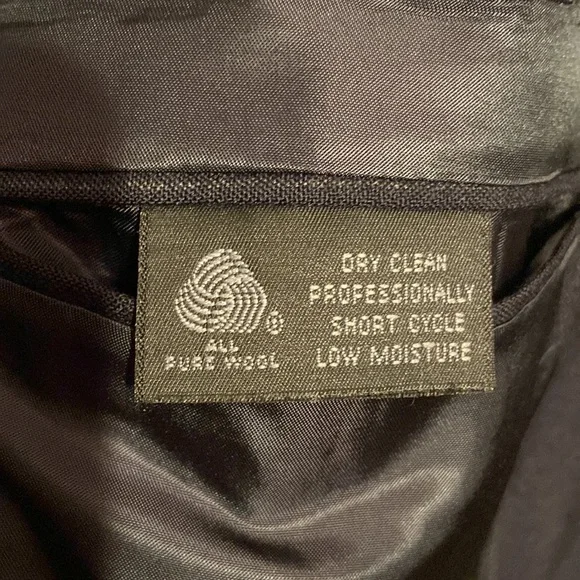 ALL
PURE WOOL
DRY CLEAN
PROFESSIONALLY
SHORT CYCLE
LOW MOISTURE